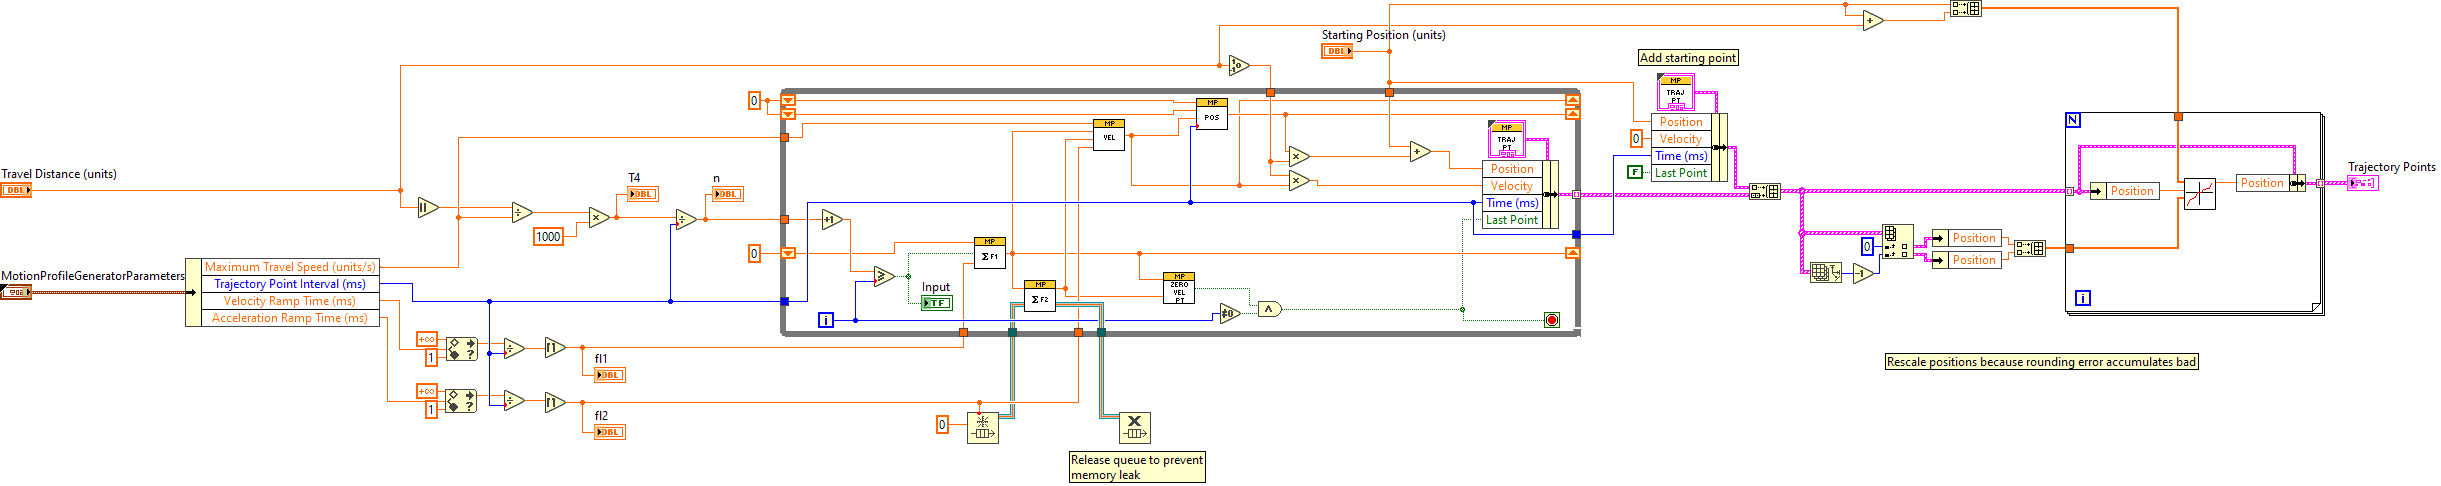 Starting Position (units)
DBL
Add starting point
MP
TRAJ
PT
Position
Velocity
Time (ms)
Last Point
0
F
0
MP
POS
MP
VEL
MP
TRAJ
PT
Position
Velocity
Time (ms)
Last Point
N
Travel Distance (units)
DBL
T4
DBL
n
DBL
1000
+1
0
MP
Σ F1
MP
Σ F2
MP
ZERO
VEL
PT
Input
TF
i
≠0
∧
MotionProfileGeneratorParameters
Maximum Travel Speed (units/s)
Trajectory Point Interval (ms)
Velocity Ramp Time (ms)
Acceleration Ramp Time (ms)
+∞
1
?
fl1
DBL
+∞
1
?
fl2
DBL
0
Release queue to prevent
memory leak
Position
Position
Trajectory Points
0
Position
Position
-1
i
Rescale positions because rounding error accumulates bad